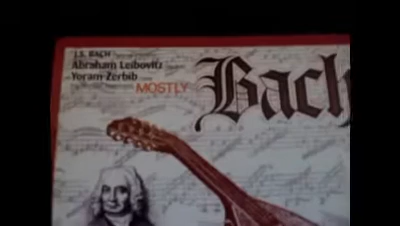 J.S. BACH
Abraham Leibovitz
Yoram Zerbib
MOSTLY
Bach